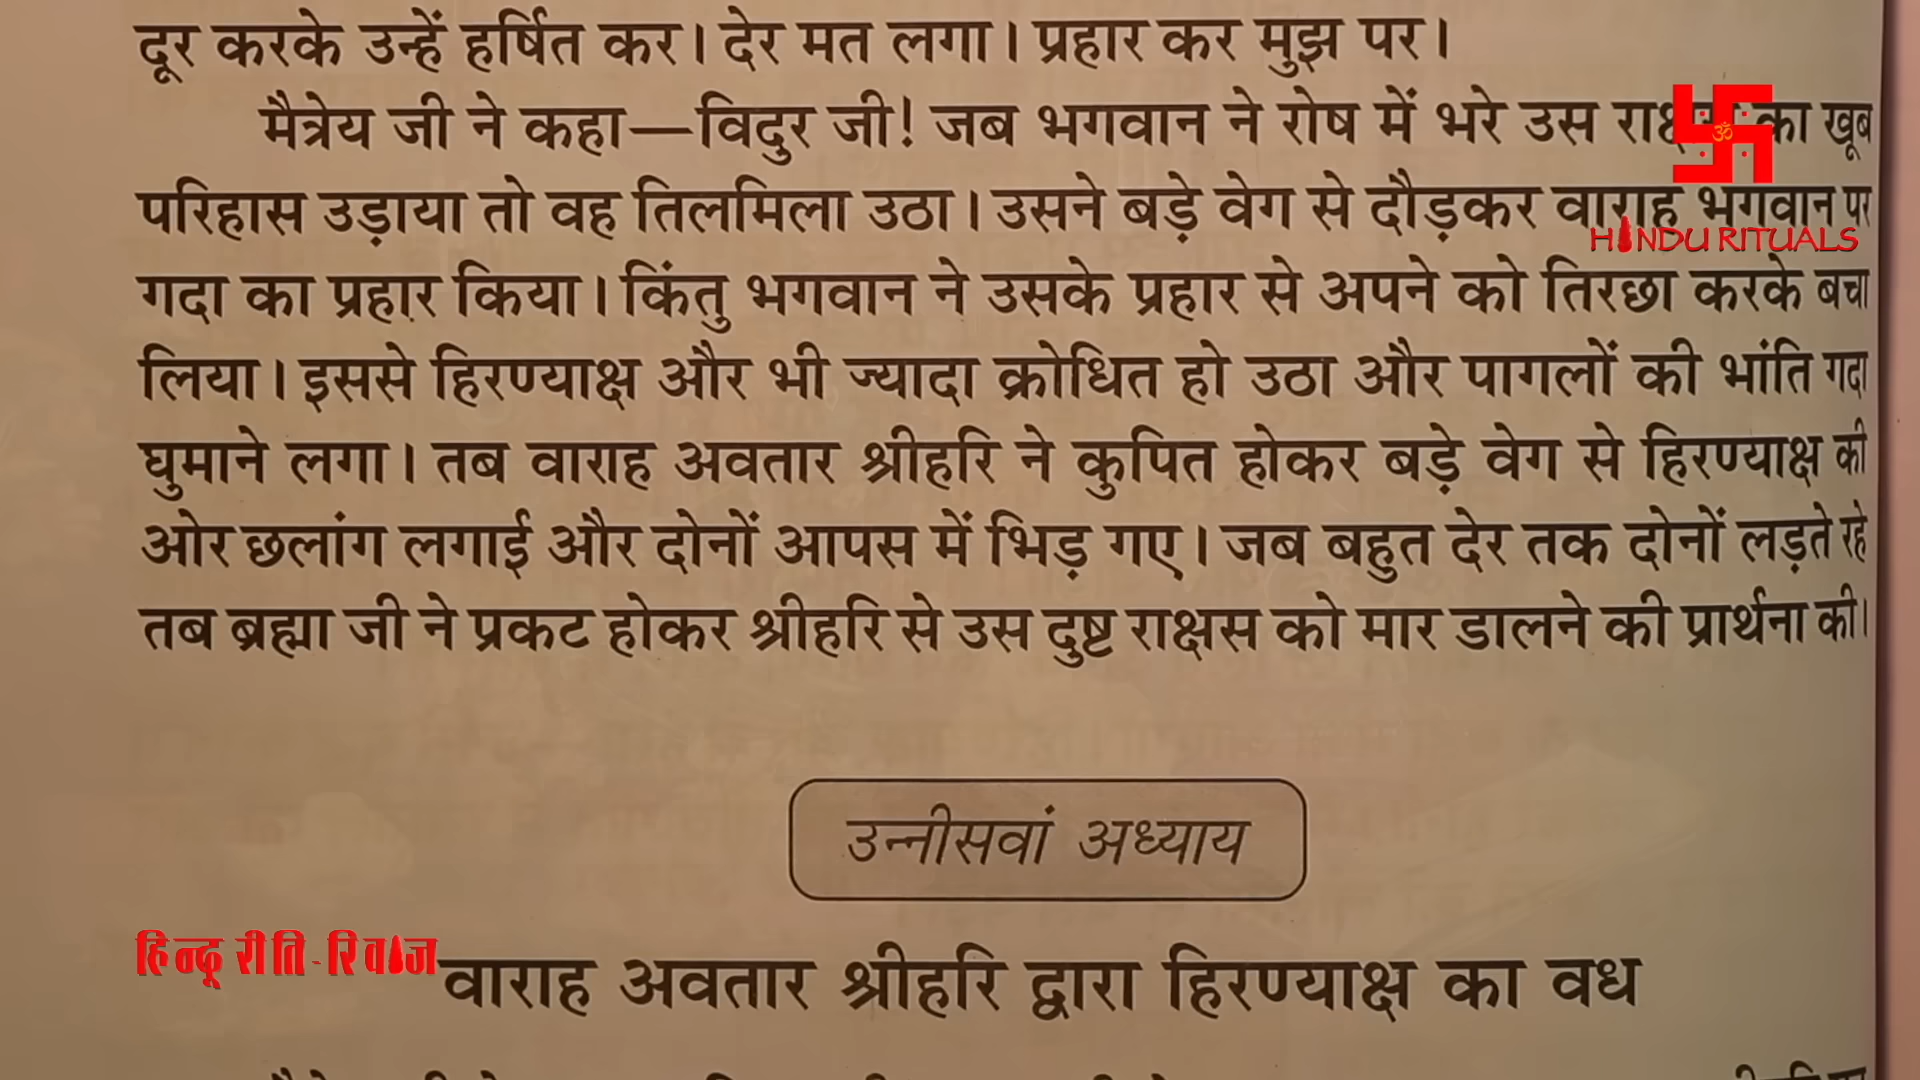 दूर करके उन्हें हर्षित कर। देर मत लगा। प्रहार कर मुझ पर।
मैत्रेय जी ने कहा—विदुर जी! जब भगवान ने रोष में भरे उस राक्षस का खूब
परिहास उड़ाया तो वह तिलमिला उठा। उसने बड़े वेग से दौड़कर वाराह भगवान पर
HINDU RITUALS
गदा का प्रहार किया। किंतु भगवान ने उसके प्रहार से अपने को तिरछा करके बचा
लिया। इससे हिरण्याक्ष और भी ज्यादा क्रोधित हो उठा और पागलों की भांति गदा
घुमाने लगा। तब वाराह अवतार श्रीहरि ने कुपित होकर बड़े वेग से हिरण्याक्ष की
ओर छलांग लगाई और दोनों आपस में भिड़ गए। जब बहुत देर तक दोनों लड़ते रहे
तब ब्रह्मा जी ने प्रकट होकर श्रीहरि से उस दुष्ट राक्षस को मार डालने की प्रार्थना की।
उन्नीसवां अध्याय
हिन्दू रीति-रिवाज
वाराह अवतार श्रीहरि द्वारा हिरण्याक्ष का वध